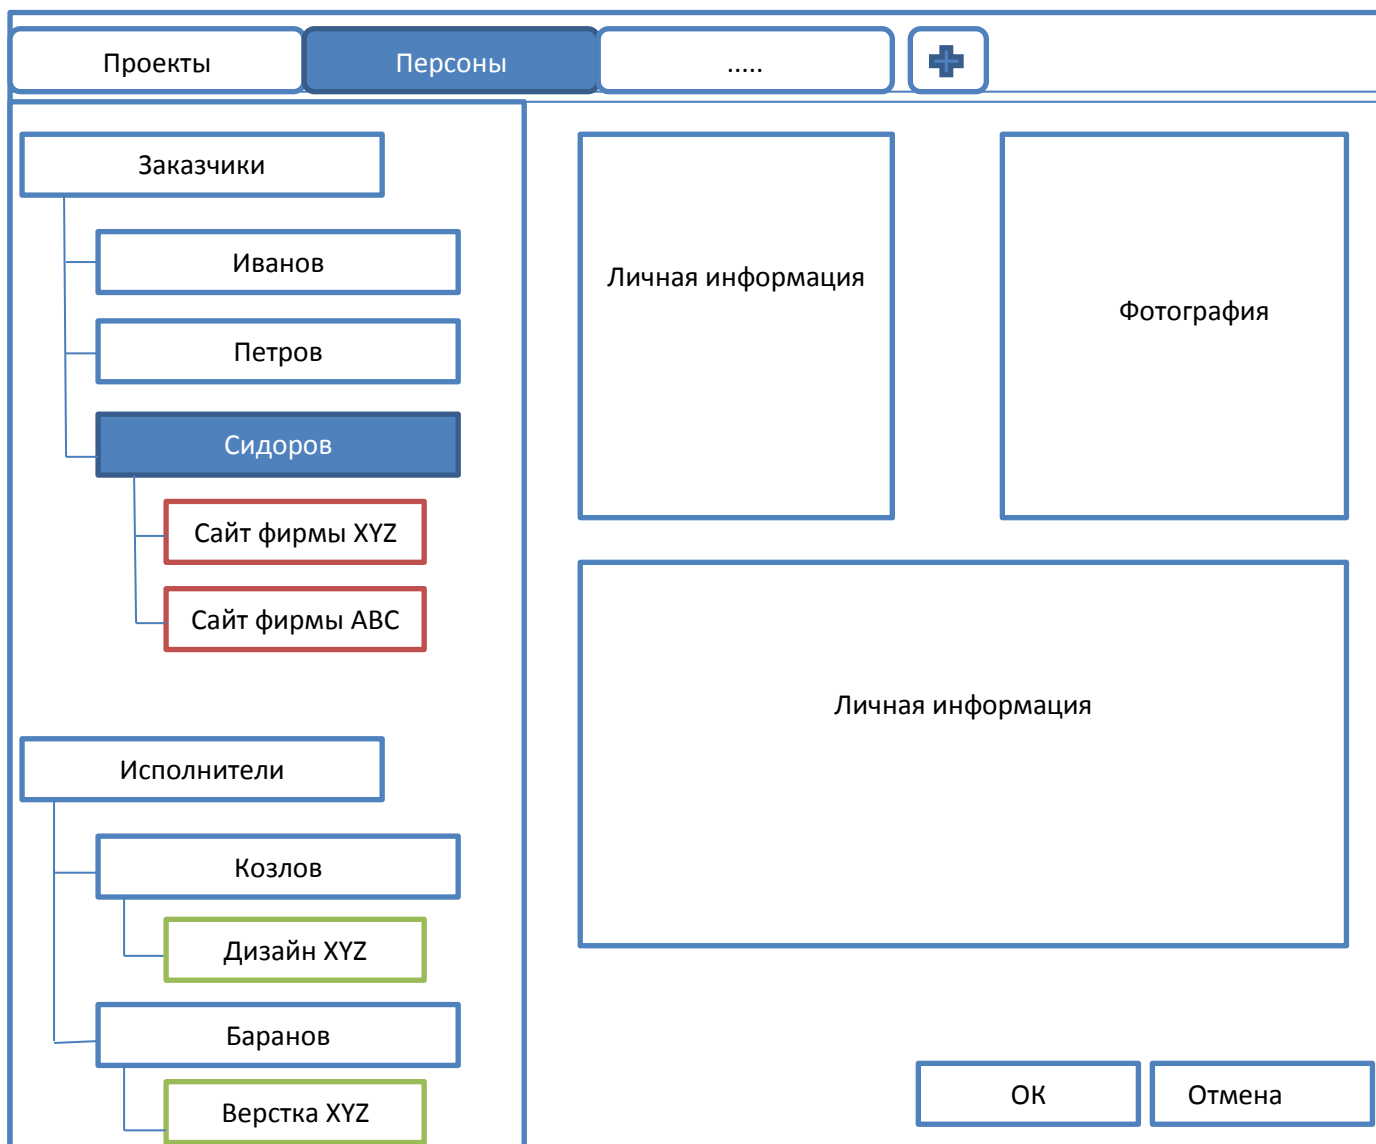 Проекты
Персоны
.....
Заказчики
Иванов
Петров
Сидоров
Сайт фирмы XYZ
Сайт фирмы ABC
Исполнители
Козлов
Дизайн XYZ
Баранов
Верстка XYZ
Личная информация
Фотография
Личная информация
ОК
Отмена